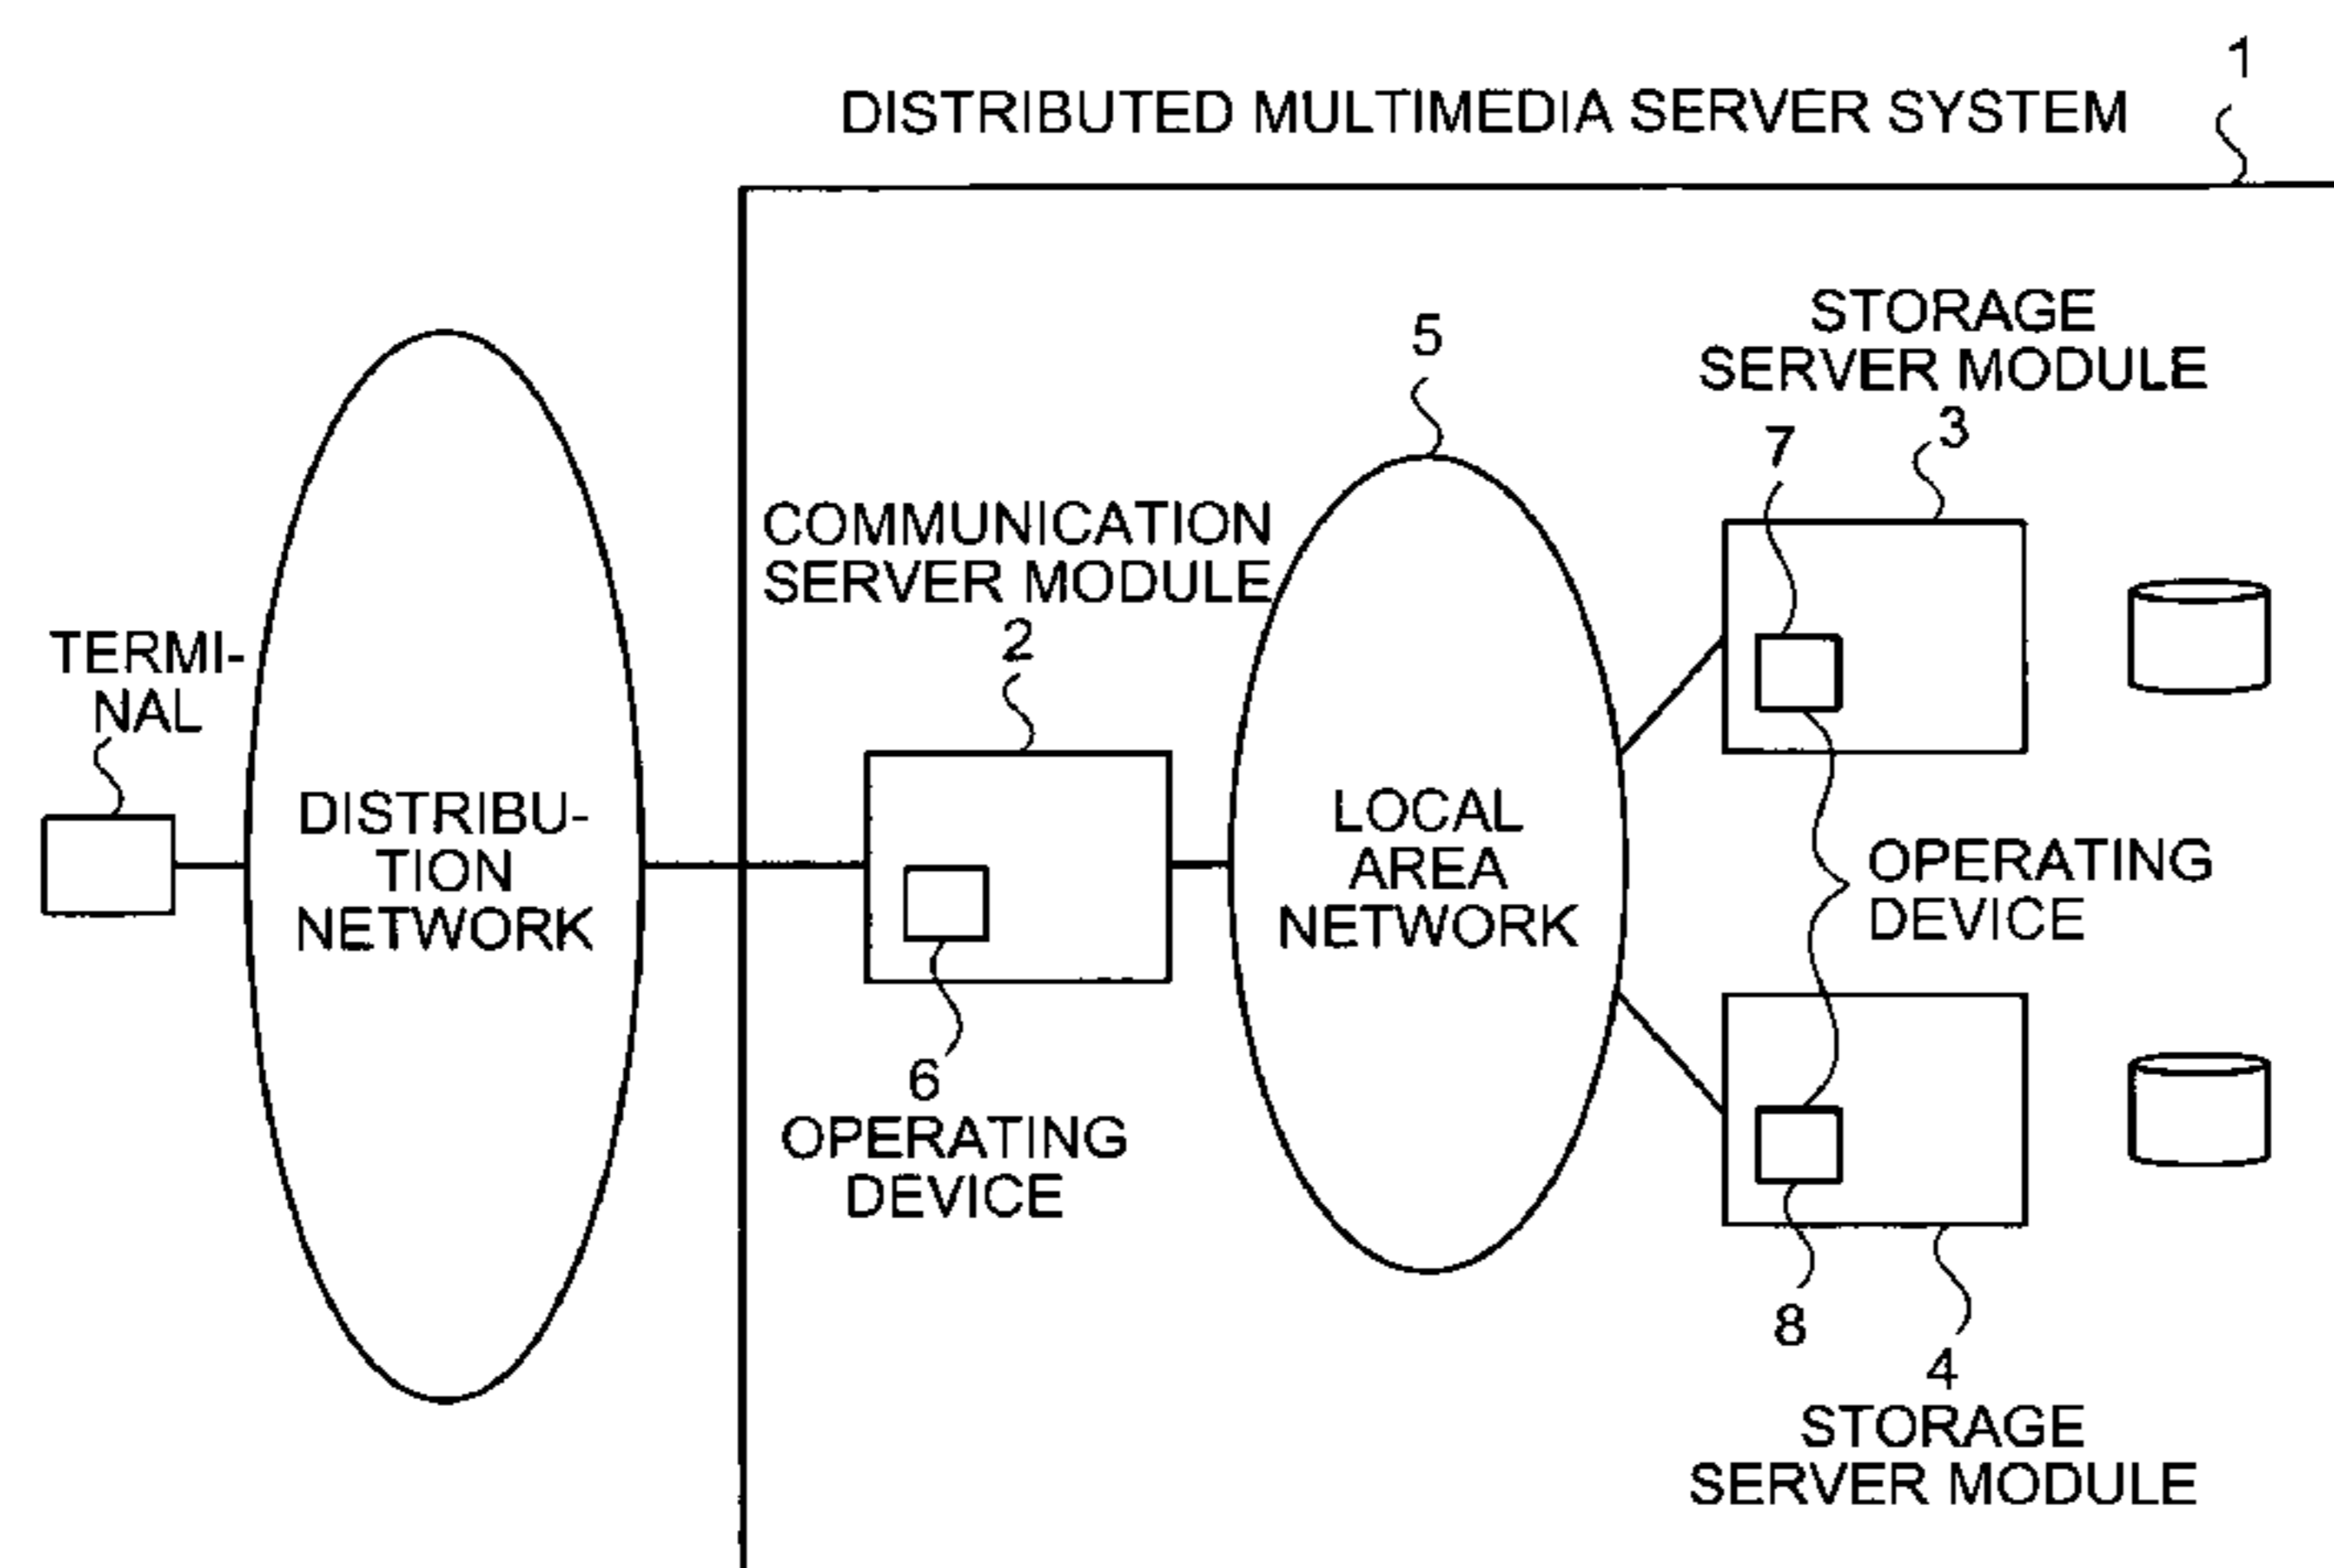 1
DISTRIBUTED MULTIMEDIA SERVER SYSTEM
STORAGE
SERVER MODULE
3
7
5
COMMUNICATION
SERVER MODULE
2
TERMI-
NAL
DISTRIBU-
TION
NETWORK
LOCAL
AREA
NETWORK
OPERATING
DEVICE
6
OPERATING
DEVICE
8
4
STORAGE
SERVER MODULE